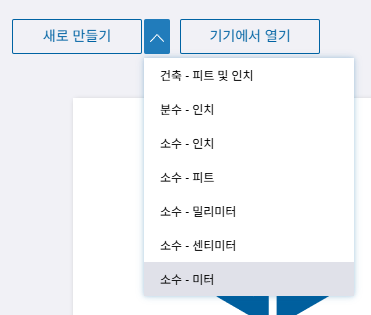 새로 만들기
기기에서 열기
건축 - 피트 및 인치
분수 - 인치
소수 - 인치
소수 - 피트
소수 - 밀리미터
소수 - 센티미터
소수 - 미터